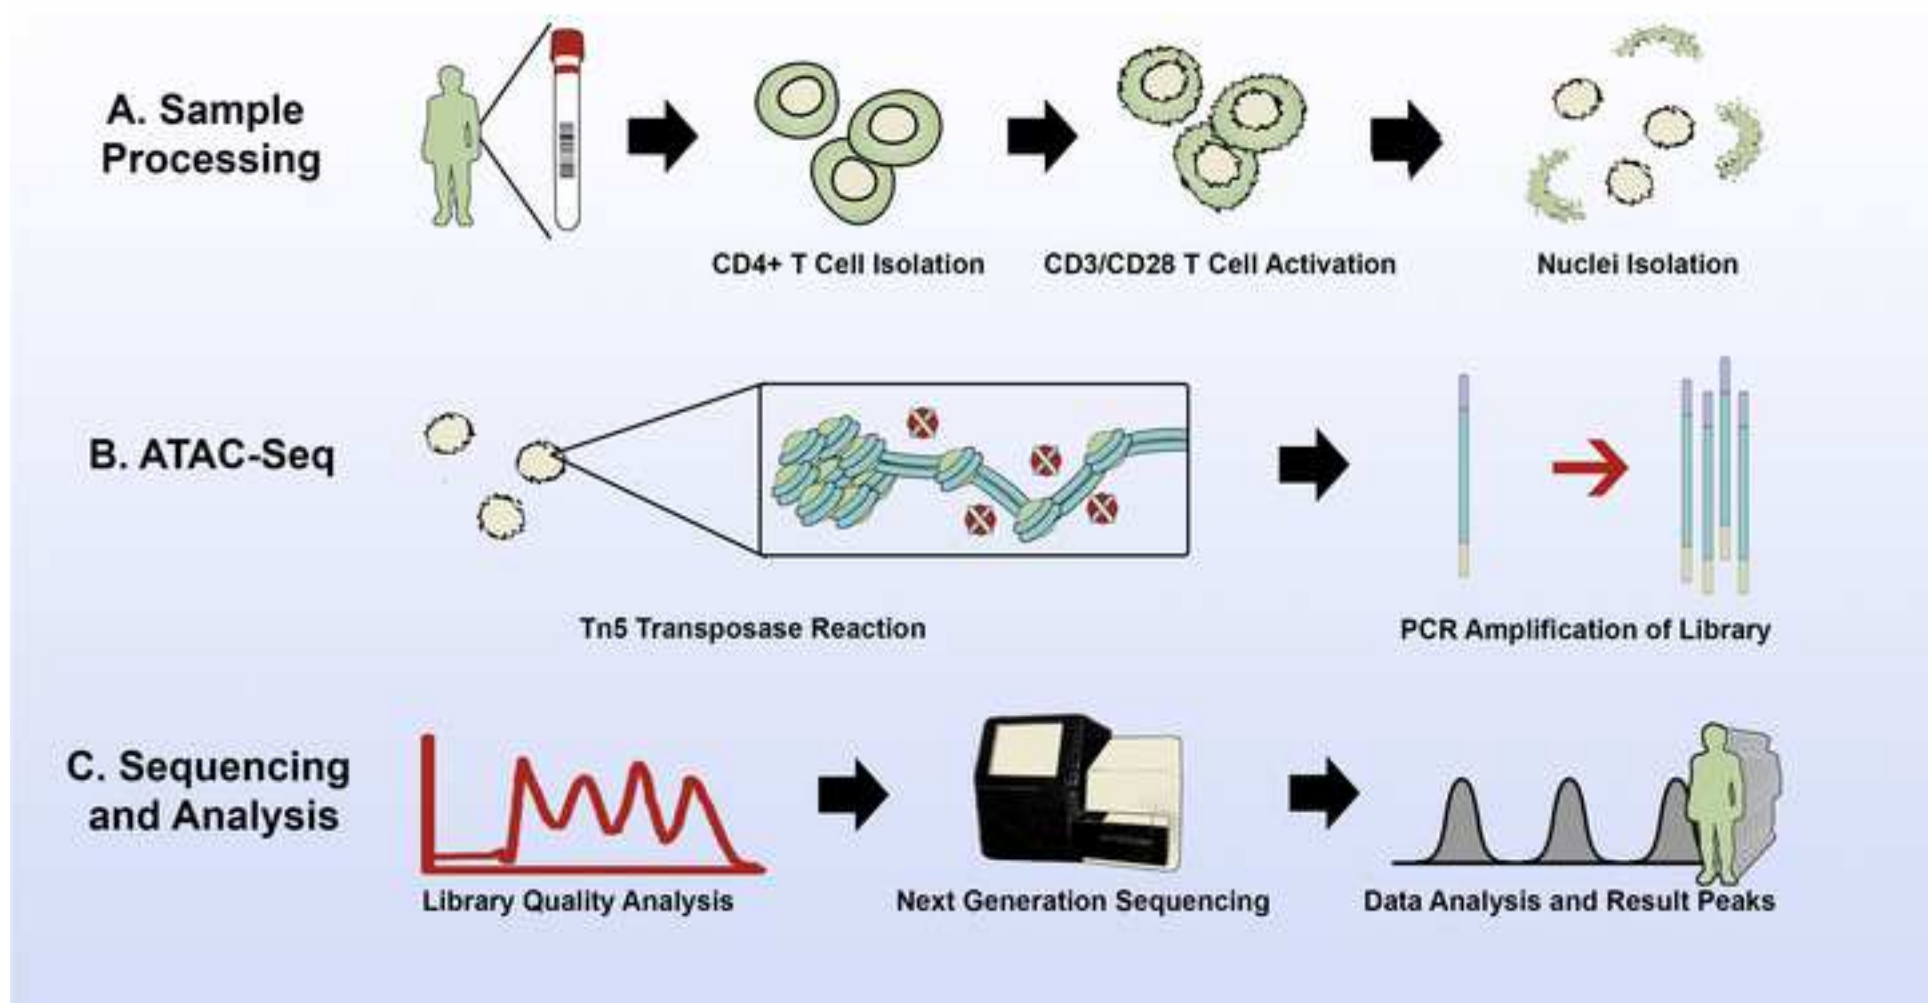 A. Sample
Processing
CD4+ T Cell Isolation
CD3/CD28 T Cell Activation
Nuclei Isolation
B. ATAC-Seq
Tn5 Transposase Reaction
PCR Amplification of Library
C. Sequencing
and Analysis
Library Quality Analysis
Next Generation Sequencing
Data Analysis and Result Peaks